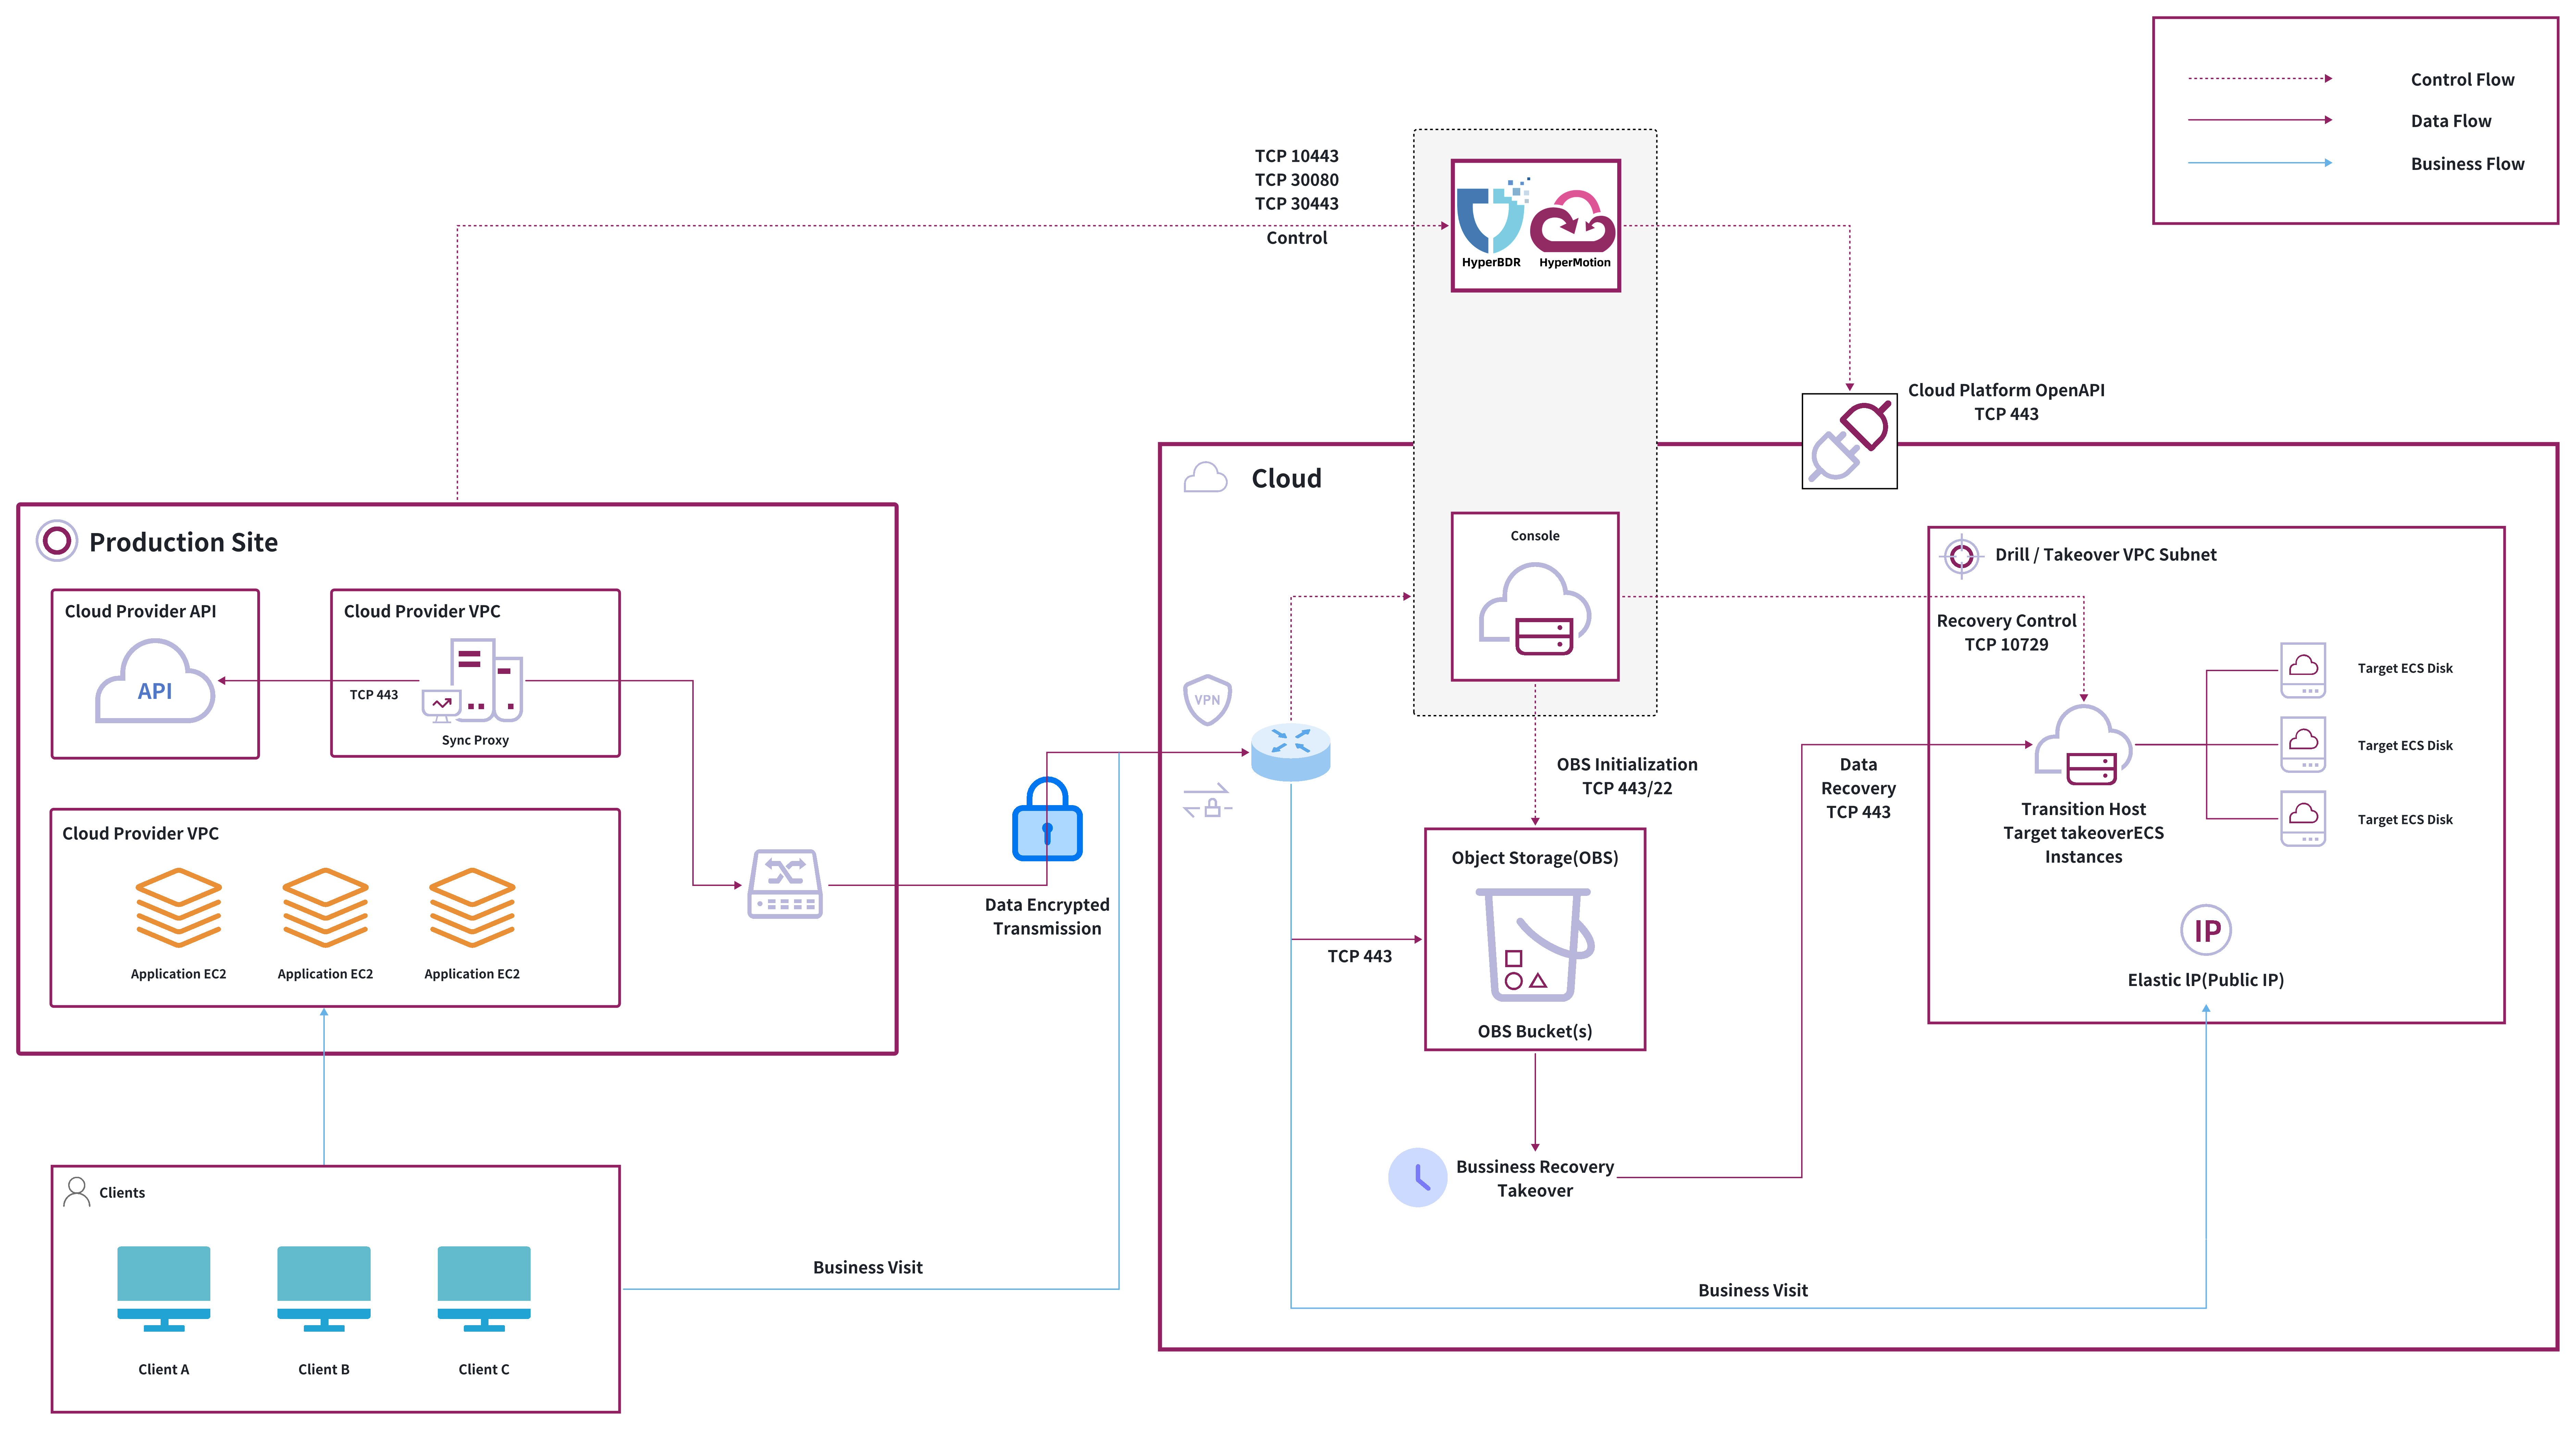 Control Flow
Data Flow
Business Flow
TCP 10443
TCP 30080
TCP 30443
Control
HyperBDR
HyperMotion
Cloud Platform OpenAPI
TCP 443
Cloud
Production Site
Cloud Provider API
API
Cloud Provider VPC
TCP 443
Sync Proxy
Cloud Provider VPC
Application EC2
Application EC2
Application EC2
Data Encrypted
Transmission
VPN
Console
OBS Initialization
TCP 443/22
Object Storage(OBS)
OBS Bucket(s)
TCP 443
Bussiness Recovery
Takeover
Data
Recovery
TCP 443
Drill / Takeover VPC Subnet
Recovery Control
TCP 10729
Transition Host
Target takeoverECS
Instances
Target ECS Disk
Target ECS Disk
Target ECS Disk
IP
Elastic lP(Public IP)
Clients
Client A
Client B
Client C
Business Visit
Business Visit